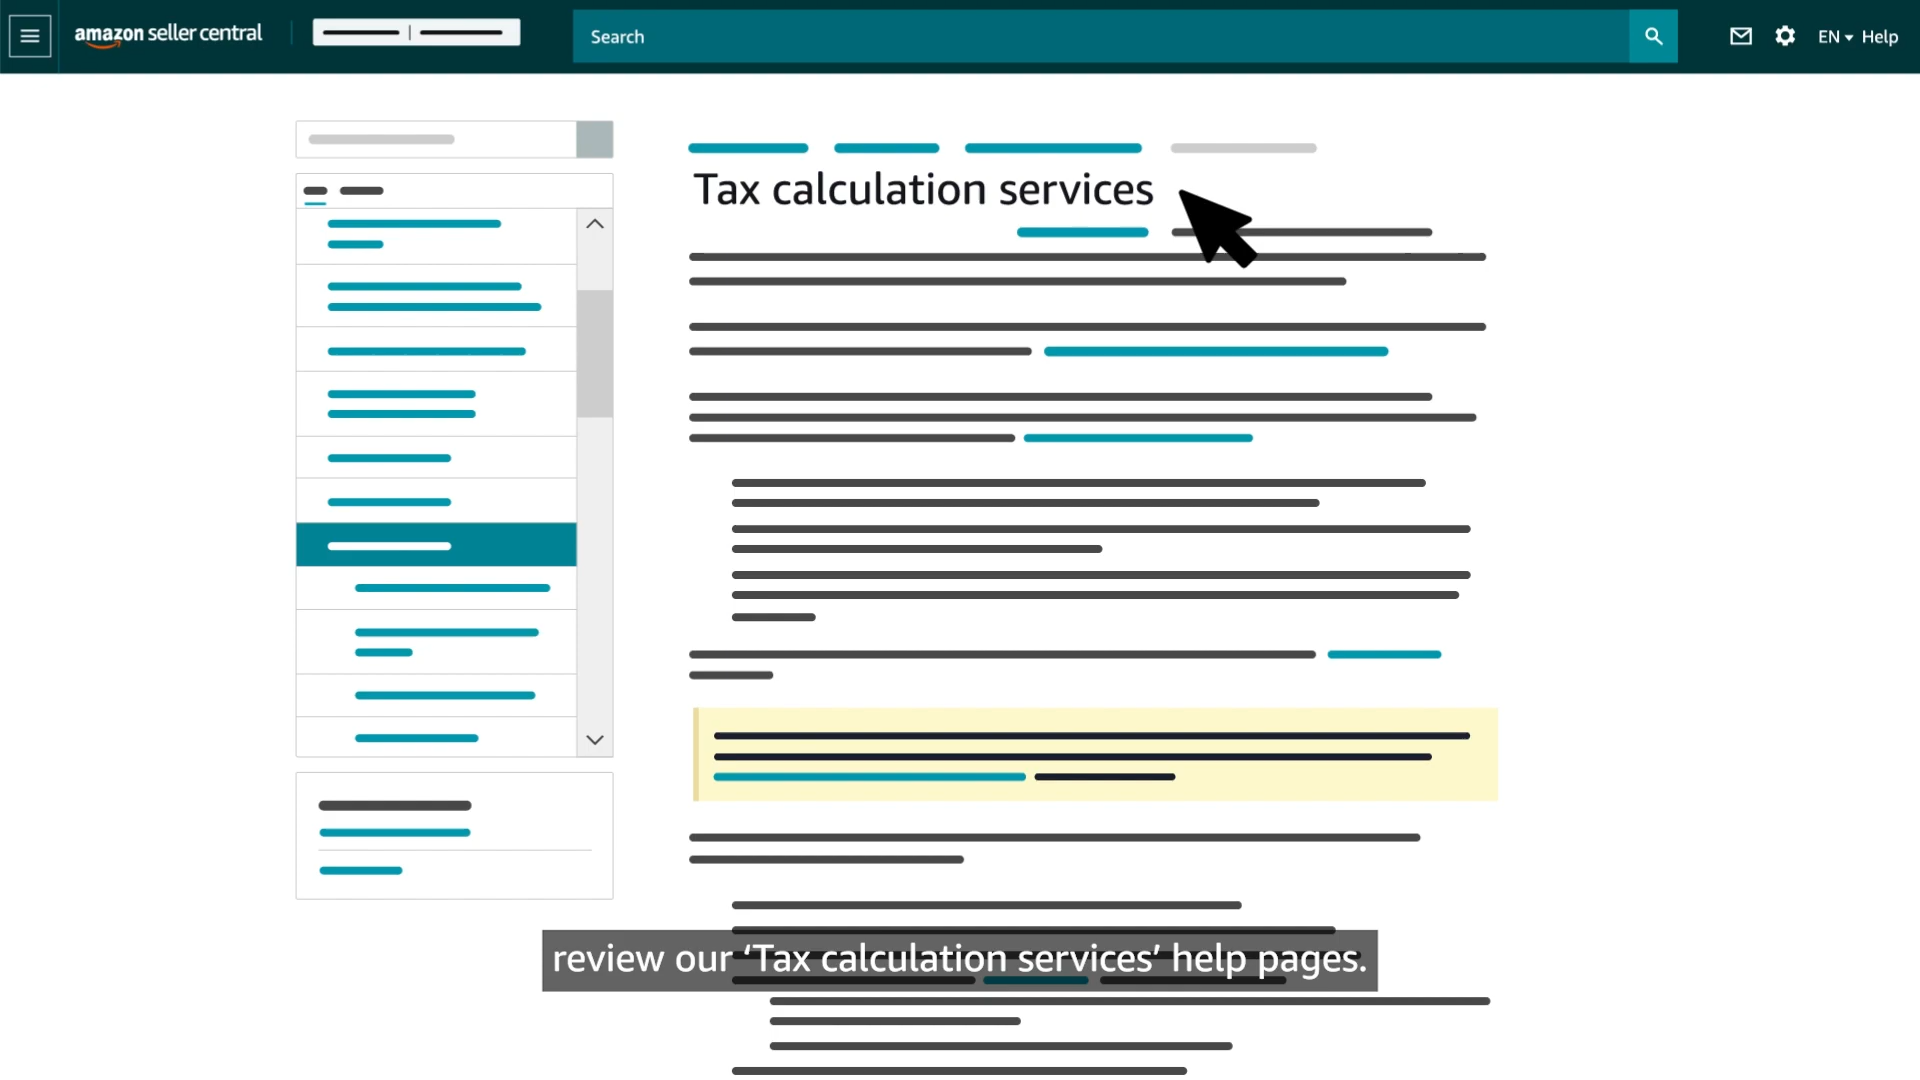 amazon seller central
Search
EN Help
Tax calculation services
review our ‘Tax calculation services’ help pages.